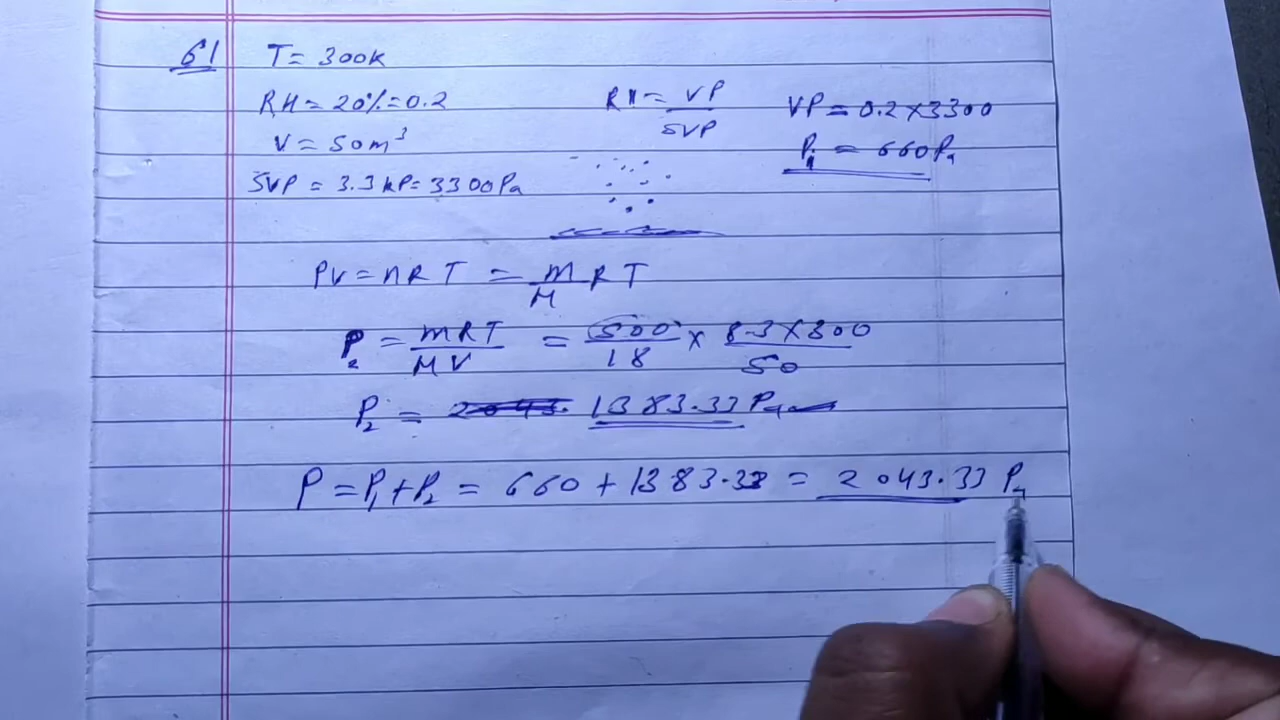 61 T = 300K
RH = 20% = 0.2
V = 50m³
SVP = 3.3 kP = 3300Pa
RH = VP / SVP
VP = 0.2 × 3300
P₁ = 660 Pa
PV = nRT = m/M RT
P₂ = mRT / MV = 500/18 × 8.3 × 300 / 50
P₂ = 1383.33 Pa
P = P₁ + P₂ = 660 + 1383.33 = 2043.33 Pa